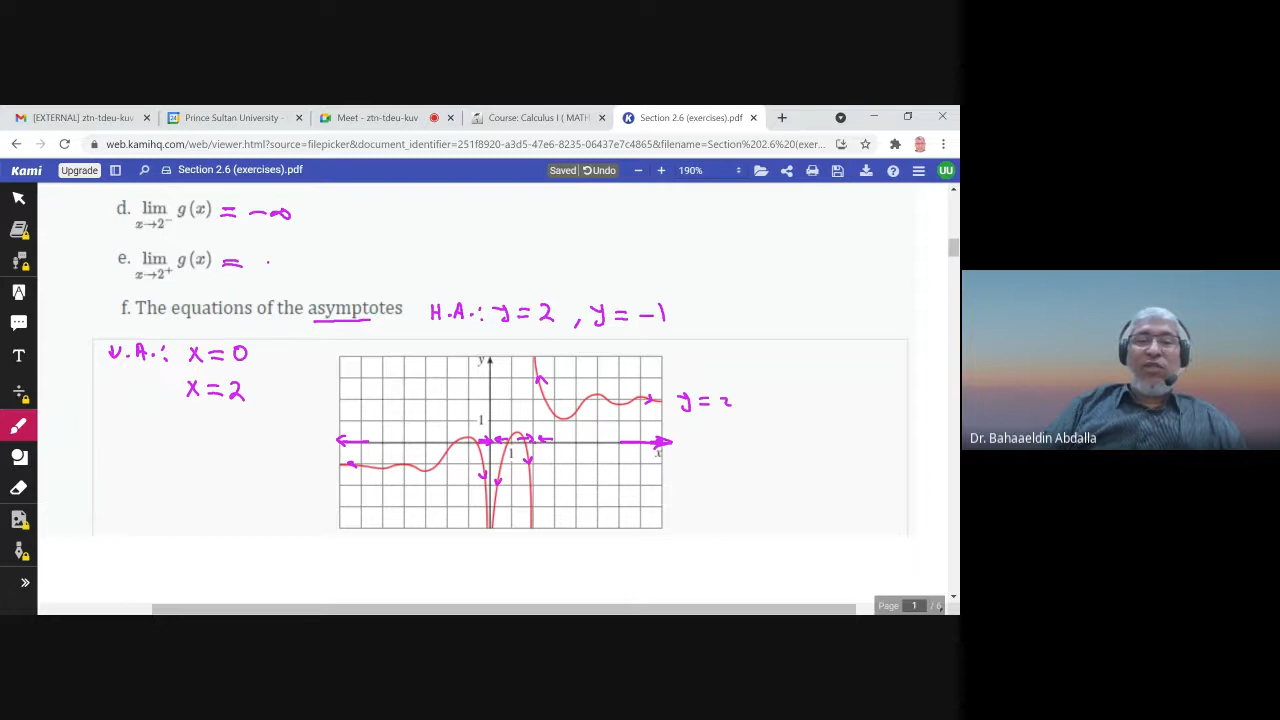 [EXTERNAL] ztn-tdeu-kuv
Prince Sultan University -
Meet - ztn-tdeu-kuv
Course: Calculus I ( MATH
Section 2.6 (exercises).pdf
web.kamihq.com/web/viewer.html?source=filepicker&document_identifier=251f8920-a3d5-47e6-8235-06437e7c4865&filename=Section%202.6%20(exer...
Kami Upgrade Section 2.6 (exercises).pdf Saved Undo 190% UU
d. lim x→2⁻ g(x) = -∞
e. lim x→2⁺ g(x) =
f. The equations of the asymptotes H.A.: y = 2 , y = -1
V.A.: x = 0
x = 2
y
1
y = 2
1
x
Dr. Bahaaeldin Abdalla
Page 1 / 6